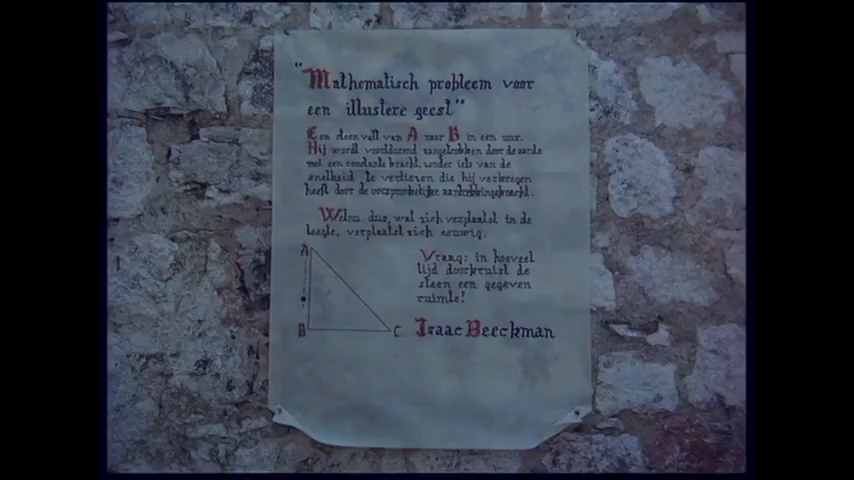 "Mathematisch probleem voor
een illustere geest"
Een steen valt van A naar B in een uur.
Hij wordt voortdurend aangetrokken door de aarde
met een constante kracht, zonder iets van de
snelheid te verliezen die hij verkregen
heeft door de oorspronkelijke aantrekkingskracht.
Welnu dus, wat zich verplaatst in de
leegte, verplaatst zich eeuwig.
A
Vraag: in hoeveel
tijd doorkruist de
steen een gegeven
ruimte?
B
C
Isaac Beeckman